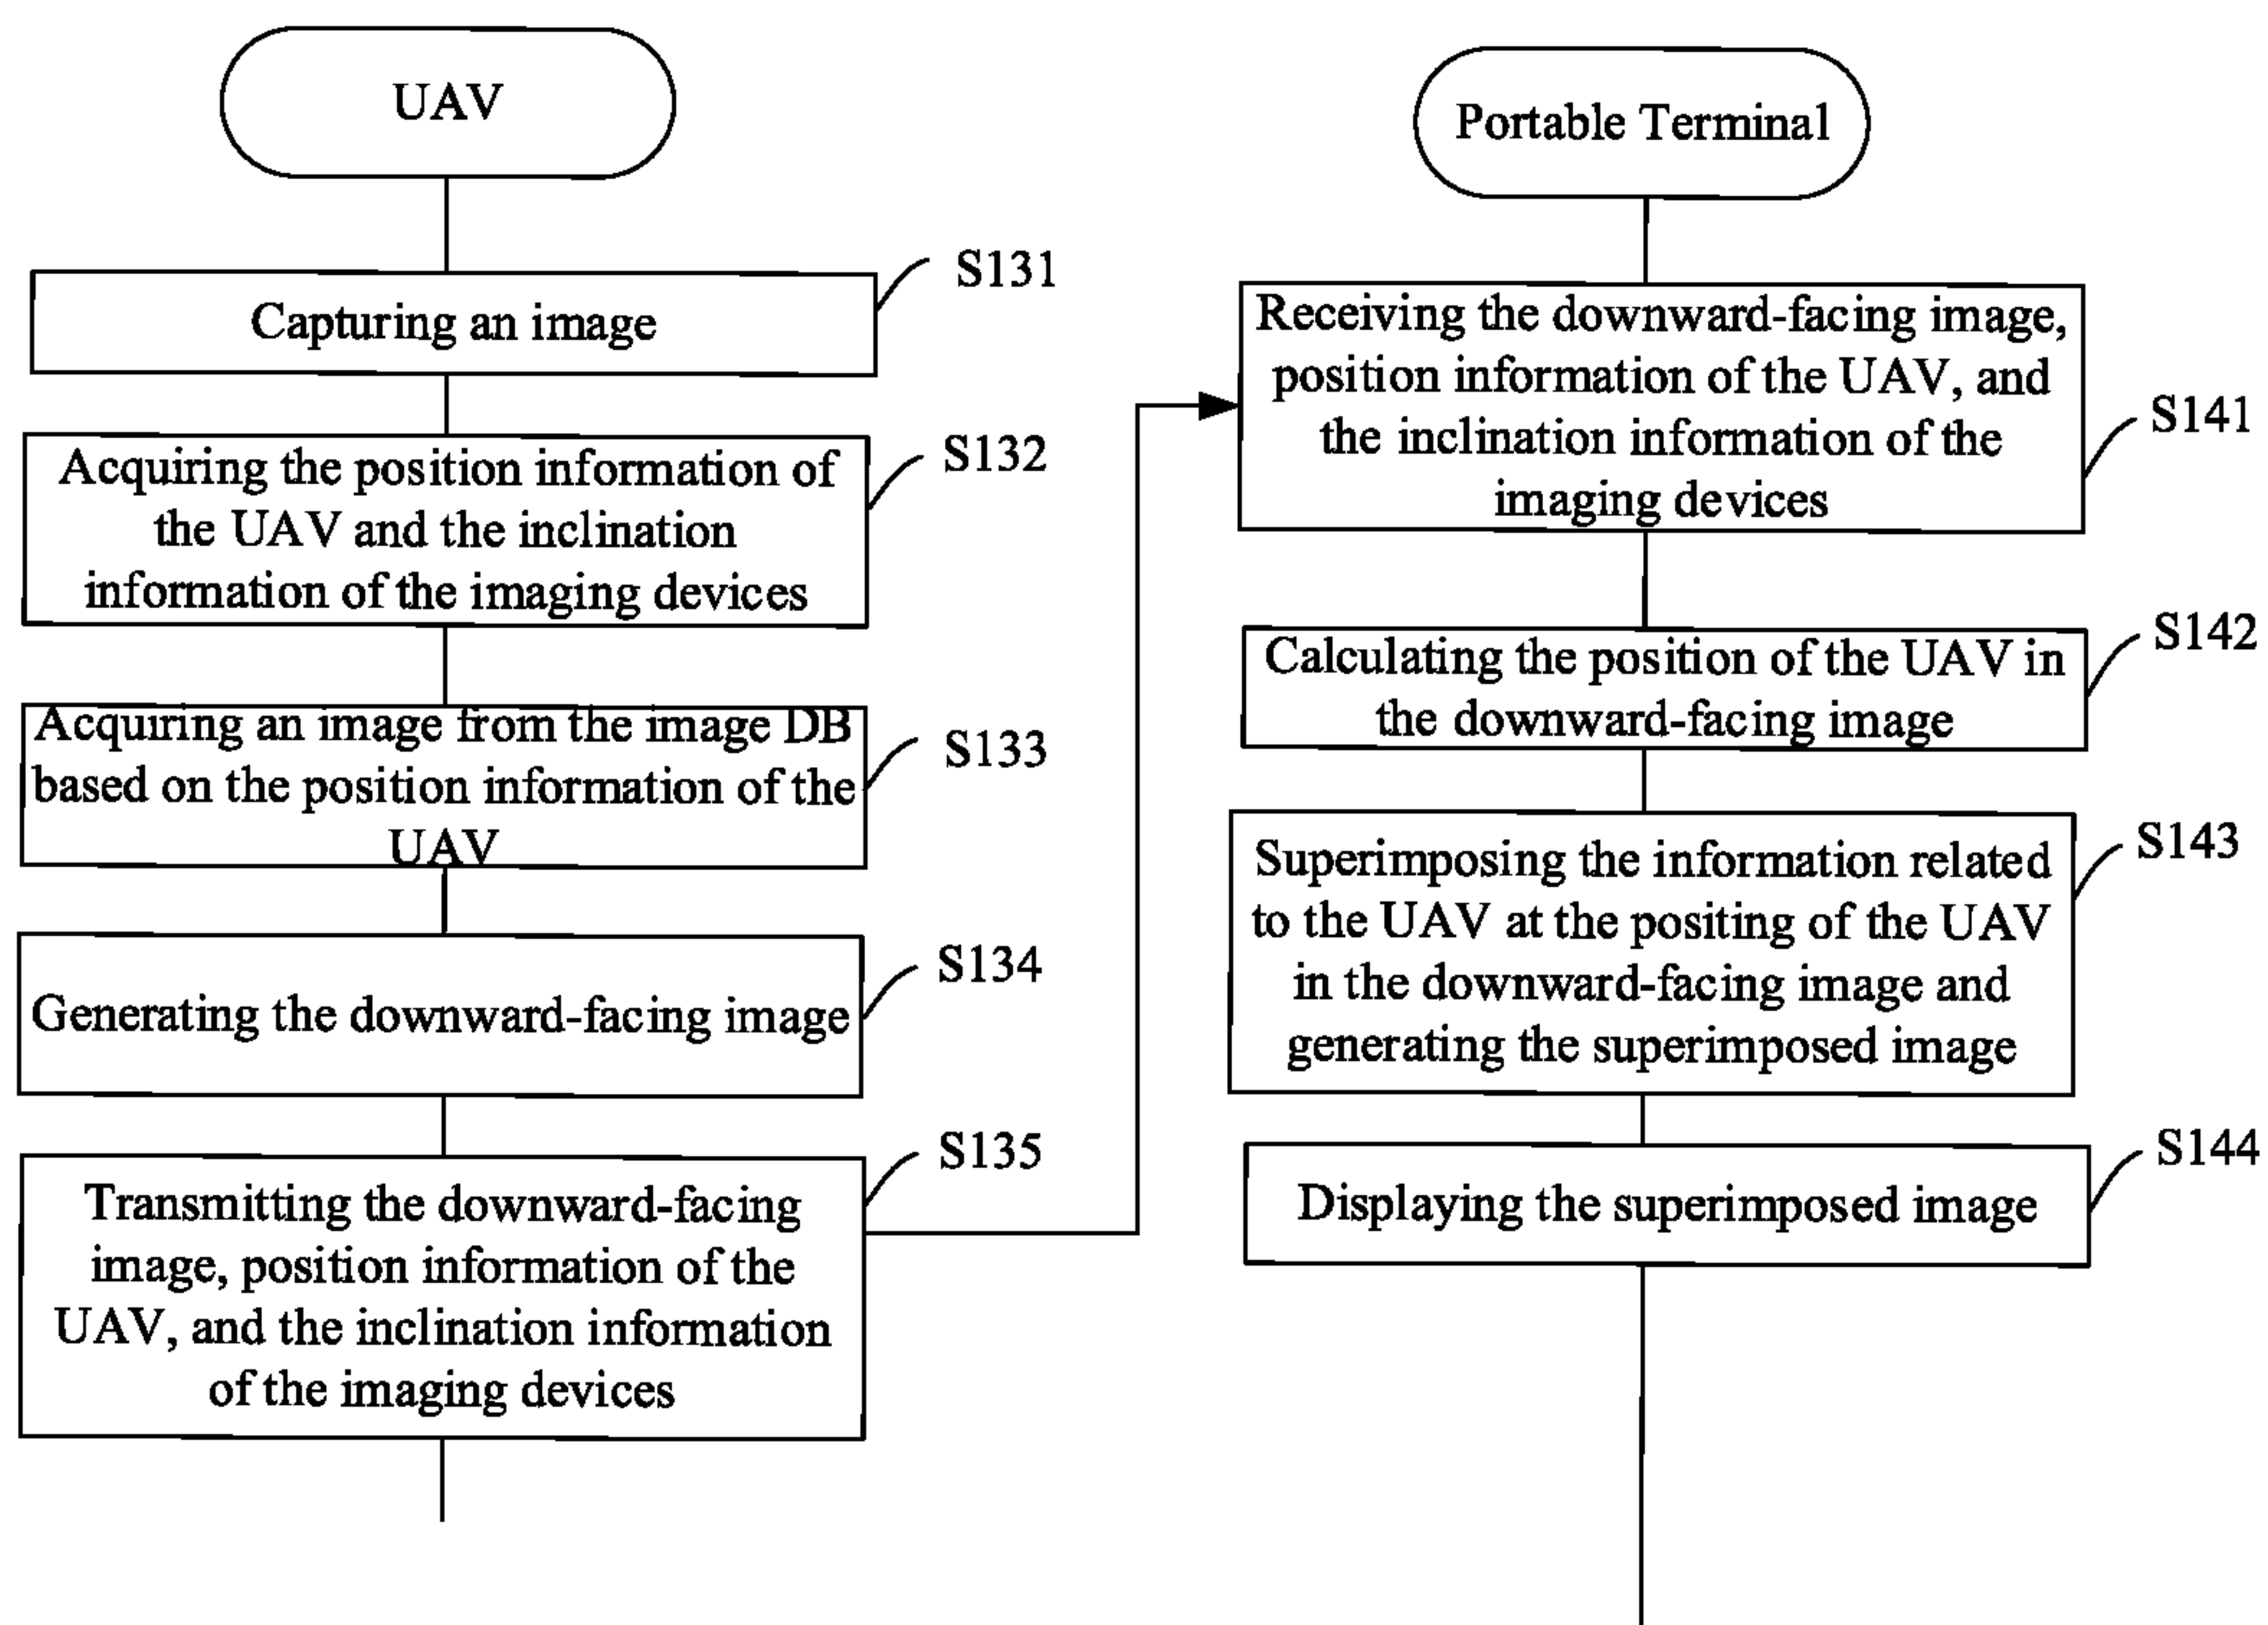 UAV
S131
Capturing an image
S132
Acquiring the position information of
the UAV and the inclination
information of the imaging devices
S133
Acquiring an image from the image DB
based on the position information of the
UAV
S134
Generating the downward-facing image
S135
Transmitting the downward-facing
image, position information of the
UAV, and the inclination information
of the imaging devices
Portable Terminal
Receiving the downward-facing image,
position information of the UAV, and
the inclination information of the
imaging devices
S141
S142
Calculating the position of the UAV in
the downward-facing image
S143
Superimposing the information related
to the UAV at the positing of the UAV
in the downward-facing image and
generating the superimposed image
S144
Displaying the superimposed image